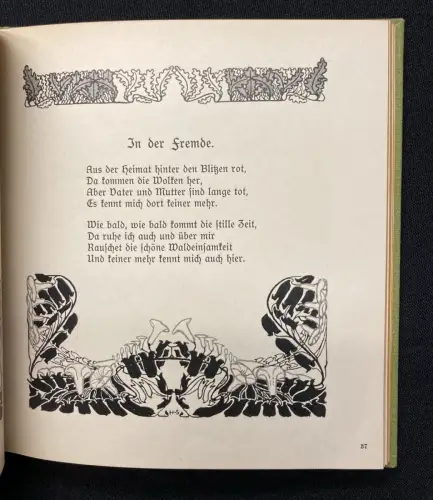 In der Fremde.
Aus der Heimat hinter den Blitzen rot,
Da kommen die Wolken her,
Aber Vater und Mutter sind lange tot,
Es kennt mich dort keiner mehr.
Wie bald, wie bald kommt die stille Zeit,
Da ruhe ich auch und über mir
Rauschet die schöne Waldeinsamkeit
Und keiner mehr kennt mich auch hier.
57